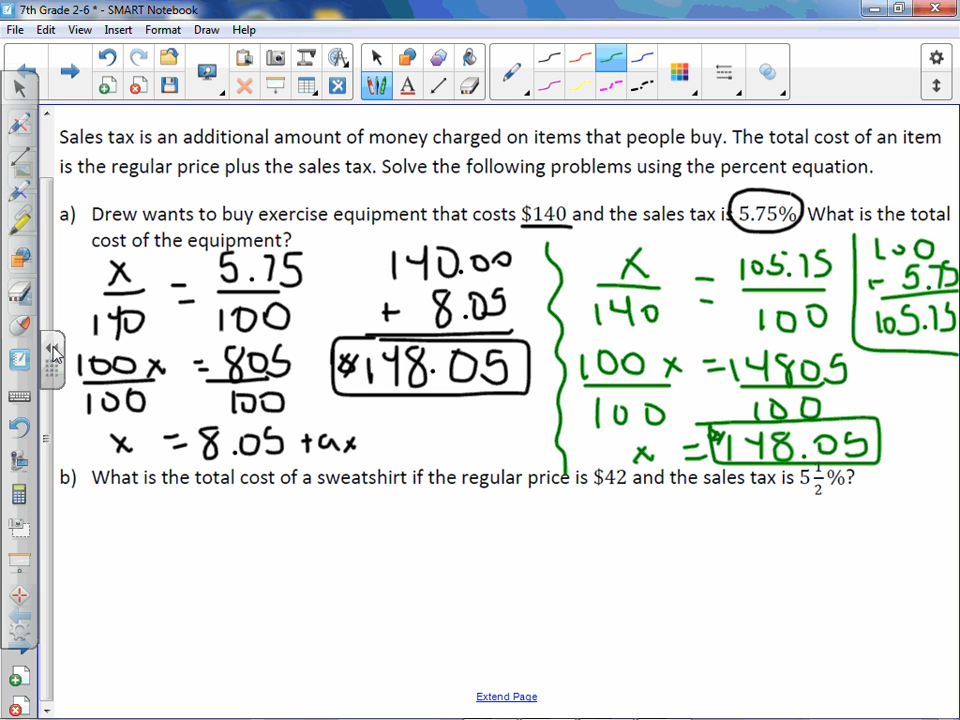 7th Grade 2-6 * - SMART Notebook
File Edit View Insert Format Draw Help
Sales tax is an additional amount of money charged on items that people buy. The total cost of an item
is the regular price plus the sales tax. Solve the following problems using the percent equation.
a) Drew wants to buy exercise equipment that costs $140 and the sales tax is 5.75%. What is the total
cost of the equipment?
x/140 = 5.75/100
100x/100 = 805/100
x = 8.05 tax
140.00
+ 8.05
$148.05
x/140 = 105.75/100
100x/100 = 14805/100
x = $148.05
100
+ 5.75
105.75
b) What is the total cost of a sweatshirt if the regular price is $42 and the sales tax is 5 1/2 %?
Extend Page